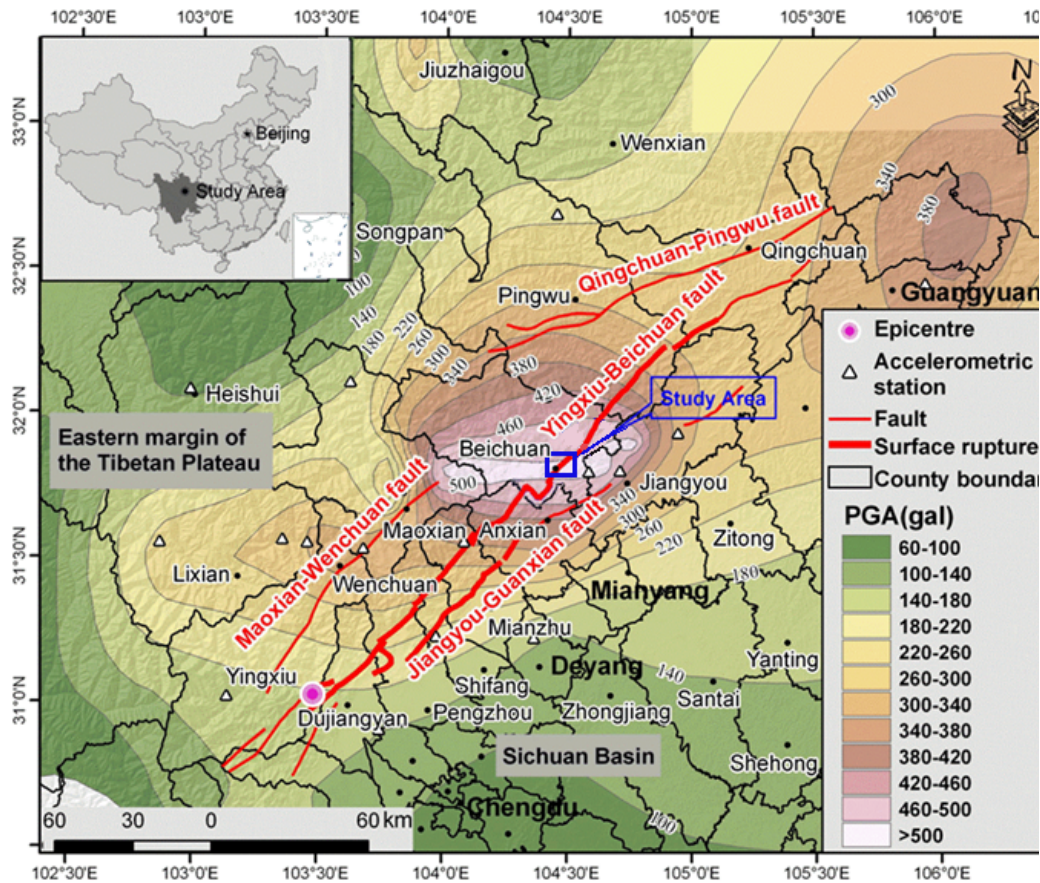 102°30'E 103°0'E 103°30'E 104°0'E 104°30'E 105°0'E 105°30'E 106°0'E
33°0'N
32°30'N
32°0'N
31°30'N
31°0'N
Beijing
Study Area
N
Jiuzhaigou
Wenxian
300
340
380
Songpan
Qingchuan-Pingwu fault
Qingchuan
Pingwu
Guangyuan
100
140
180
220
260
300
340
380
420
460
500
Yingxiu-Beichuan fault
Heishui
Study Area
Eastern margin of
the Tibetan Plateau
Beichuan
Jiangyou
340
300
260
220
180
Maoxian-Wenchuan fault
Maoxian
Anxian
Jiangyou-Guanxian fault
Zitong
Lixian
Wenchuan
Mianyang
Mianzhu
Yingxiu
Deyang
140
Yanting
Shifang
Santai
Dujiangyan
Pengzhou
Zhongjiang
Sichuan Basin
Shehong
Chengdu
100
Epicentre
Accelerometric
station
Fault
Surface rupture
County boundar
PGA(gal)
60-100
100-140
140-180
180-220
220-260
260-300
300-340
340-380
380-420
420-460
460-500
>500
60 30 0 60 km
102°30'E 103°0'E 103°30'E 104°0'E 104°30'E 105°0'E 105°30'E 106°0'E